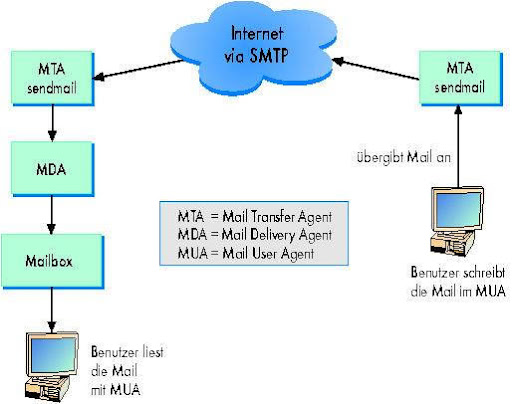 Internet
via SMTP
MTA
sendmail
MTA
sendmail
übergibt Mail an
MDA
MTA = Mail Transfer Agent
MDA = Mail Delivery Agent
MUA = Mail User Agent
Mailbox
Benutzer schreibt
die Mail im MUA
Benutzer liest
die Mail
mit MUA